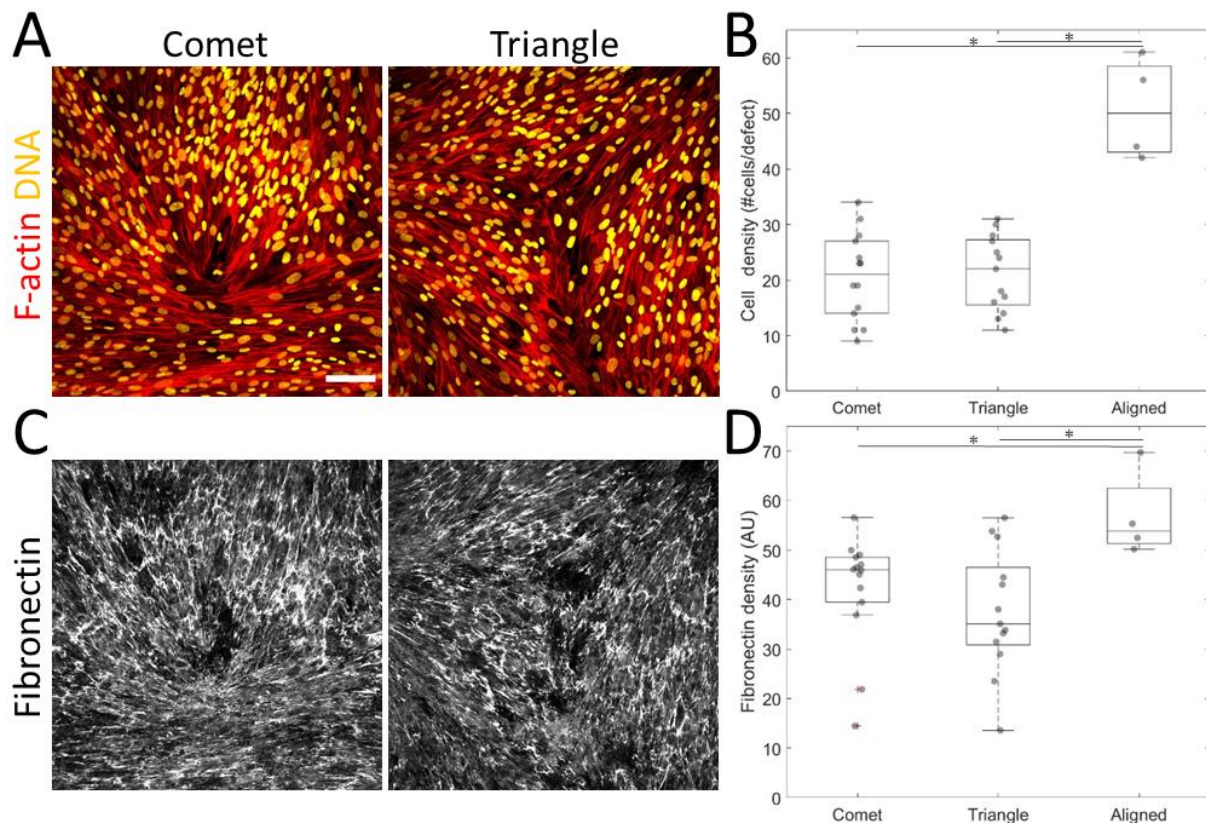 A
Comet
Triangle
F-actin DNA
B
* *
Cell density (#cells/defect)
60
50
40
30
20
10
0
Comet Triangle Aligned
C
Fibronectin
D
* *
Fibronectin density (AU)
70
60
50
40
30
20
10
0
Comet Triangle Aligned